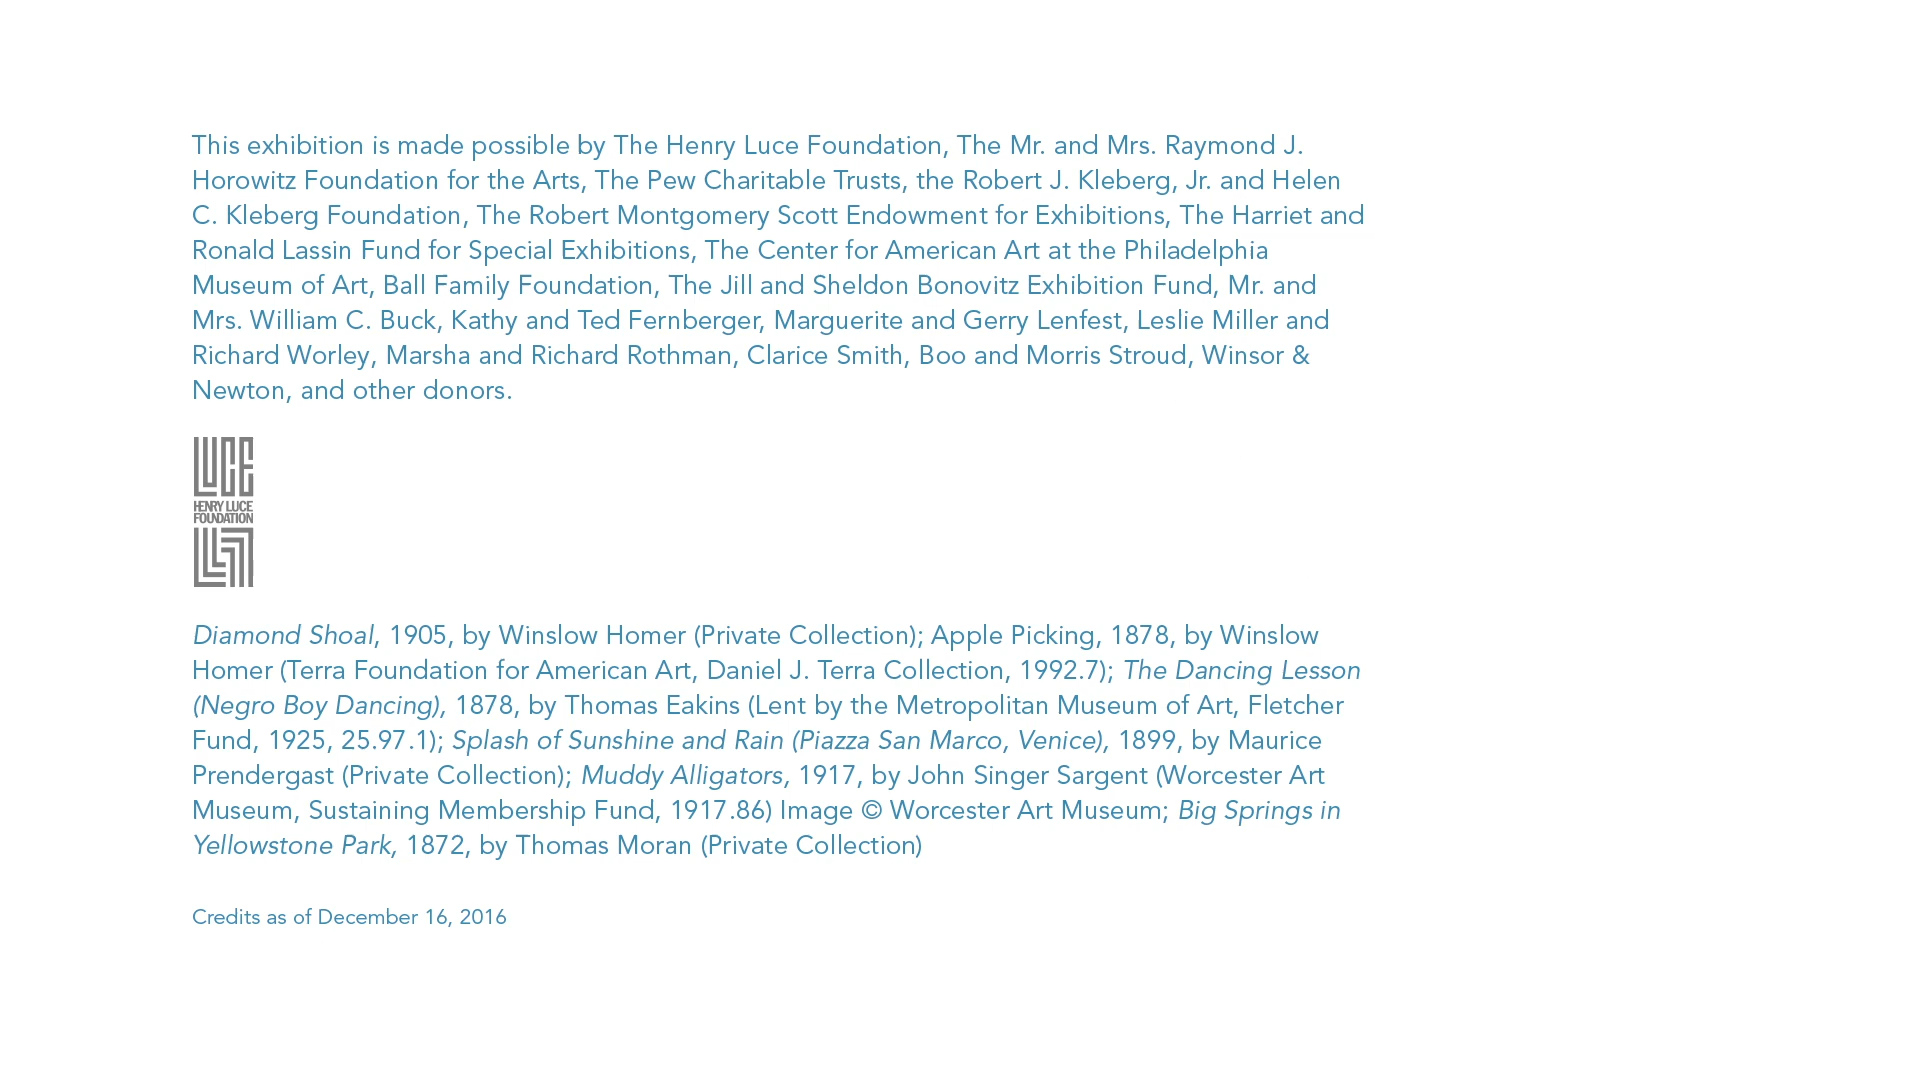 This exhibition is made possible by The Henry Luce Foundation, The Mr. and Mrs. Raymond J.
Horowitz Foundation for the Arts, The Pew Charitable Trusts, the Robert J. Kleberg, Jr. and Helen
C. Kleberg Foundation, The Robert Montgomery Scott Endowment for Exhibitions, The Harriet and
Ronald Lassin Fund for Special Exhibitions, The Center for American Art at the Philadelphia
Museum of Art, Ball Family Foundation, The Jill and Sheldon Bonovitz Exhibition Fund, Mr. and
Mrs. William C. Buck, Kathy and Ted Fernberger, Marguerite and Gerry Lenfest, Leslie Miller and
Richard Worley, Marsha and Richard Rothman, Clarice Smith, Boo and Morris Stroud, Winsor &
Newton, and other donors.
LUCE
HENRY LUCE
FOUNDATION
Diamond Shoal, 1905, by Winslow Homer (Private Collection); Apple Picking, 1878, by Winslow
Homer (Terra Foundation for American Art, Daniel J. Terra Collection, 1992.7); The Dancing Lesson
(Negro Boy Dancing), 1878, by Thomas Eakins (Lent by the Metropolitan Museum of Art, Fletcher
Fund, 1925, 25.97.1); Splash of Sunshine and Rain (Piazza San Marco, Venice), 1899, by Maurice
Prendergast (Private Collection); Muddy Alligators, 1917, by John Singer Sargent (Worcester Art
Museum, Sustaining Membership Fund, 1917.86) Image © Worcester Art Museum; Big Springs in
Yellowstone Park, 1872, by Thomas Moran (Private Collection)
Credits as of December 16, 2016